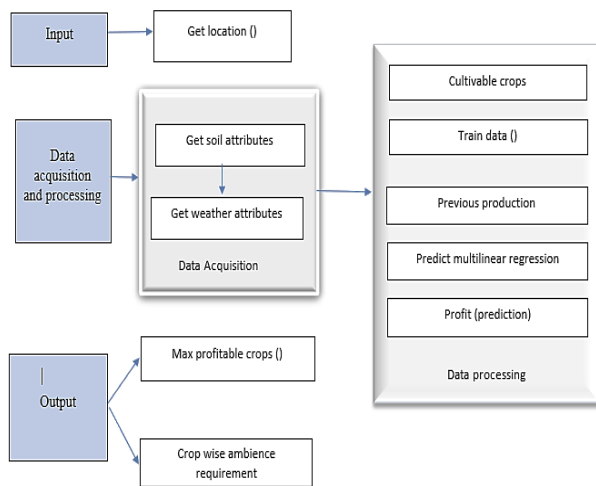 Input
Get location ()
Data
acquisition
and processing
Get soil attributes
Get weather attributes
Data Acquisition
Cultivable crops
Train data ()
Previous production
Predict multilinear regression
Profit (prediction)
Data processing
Output
Max profitable crops ()
Crop wise ambience
requirement